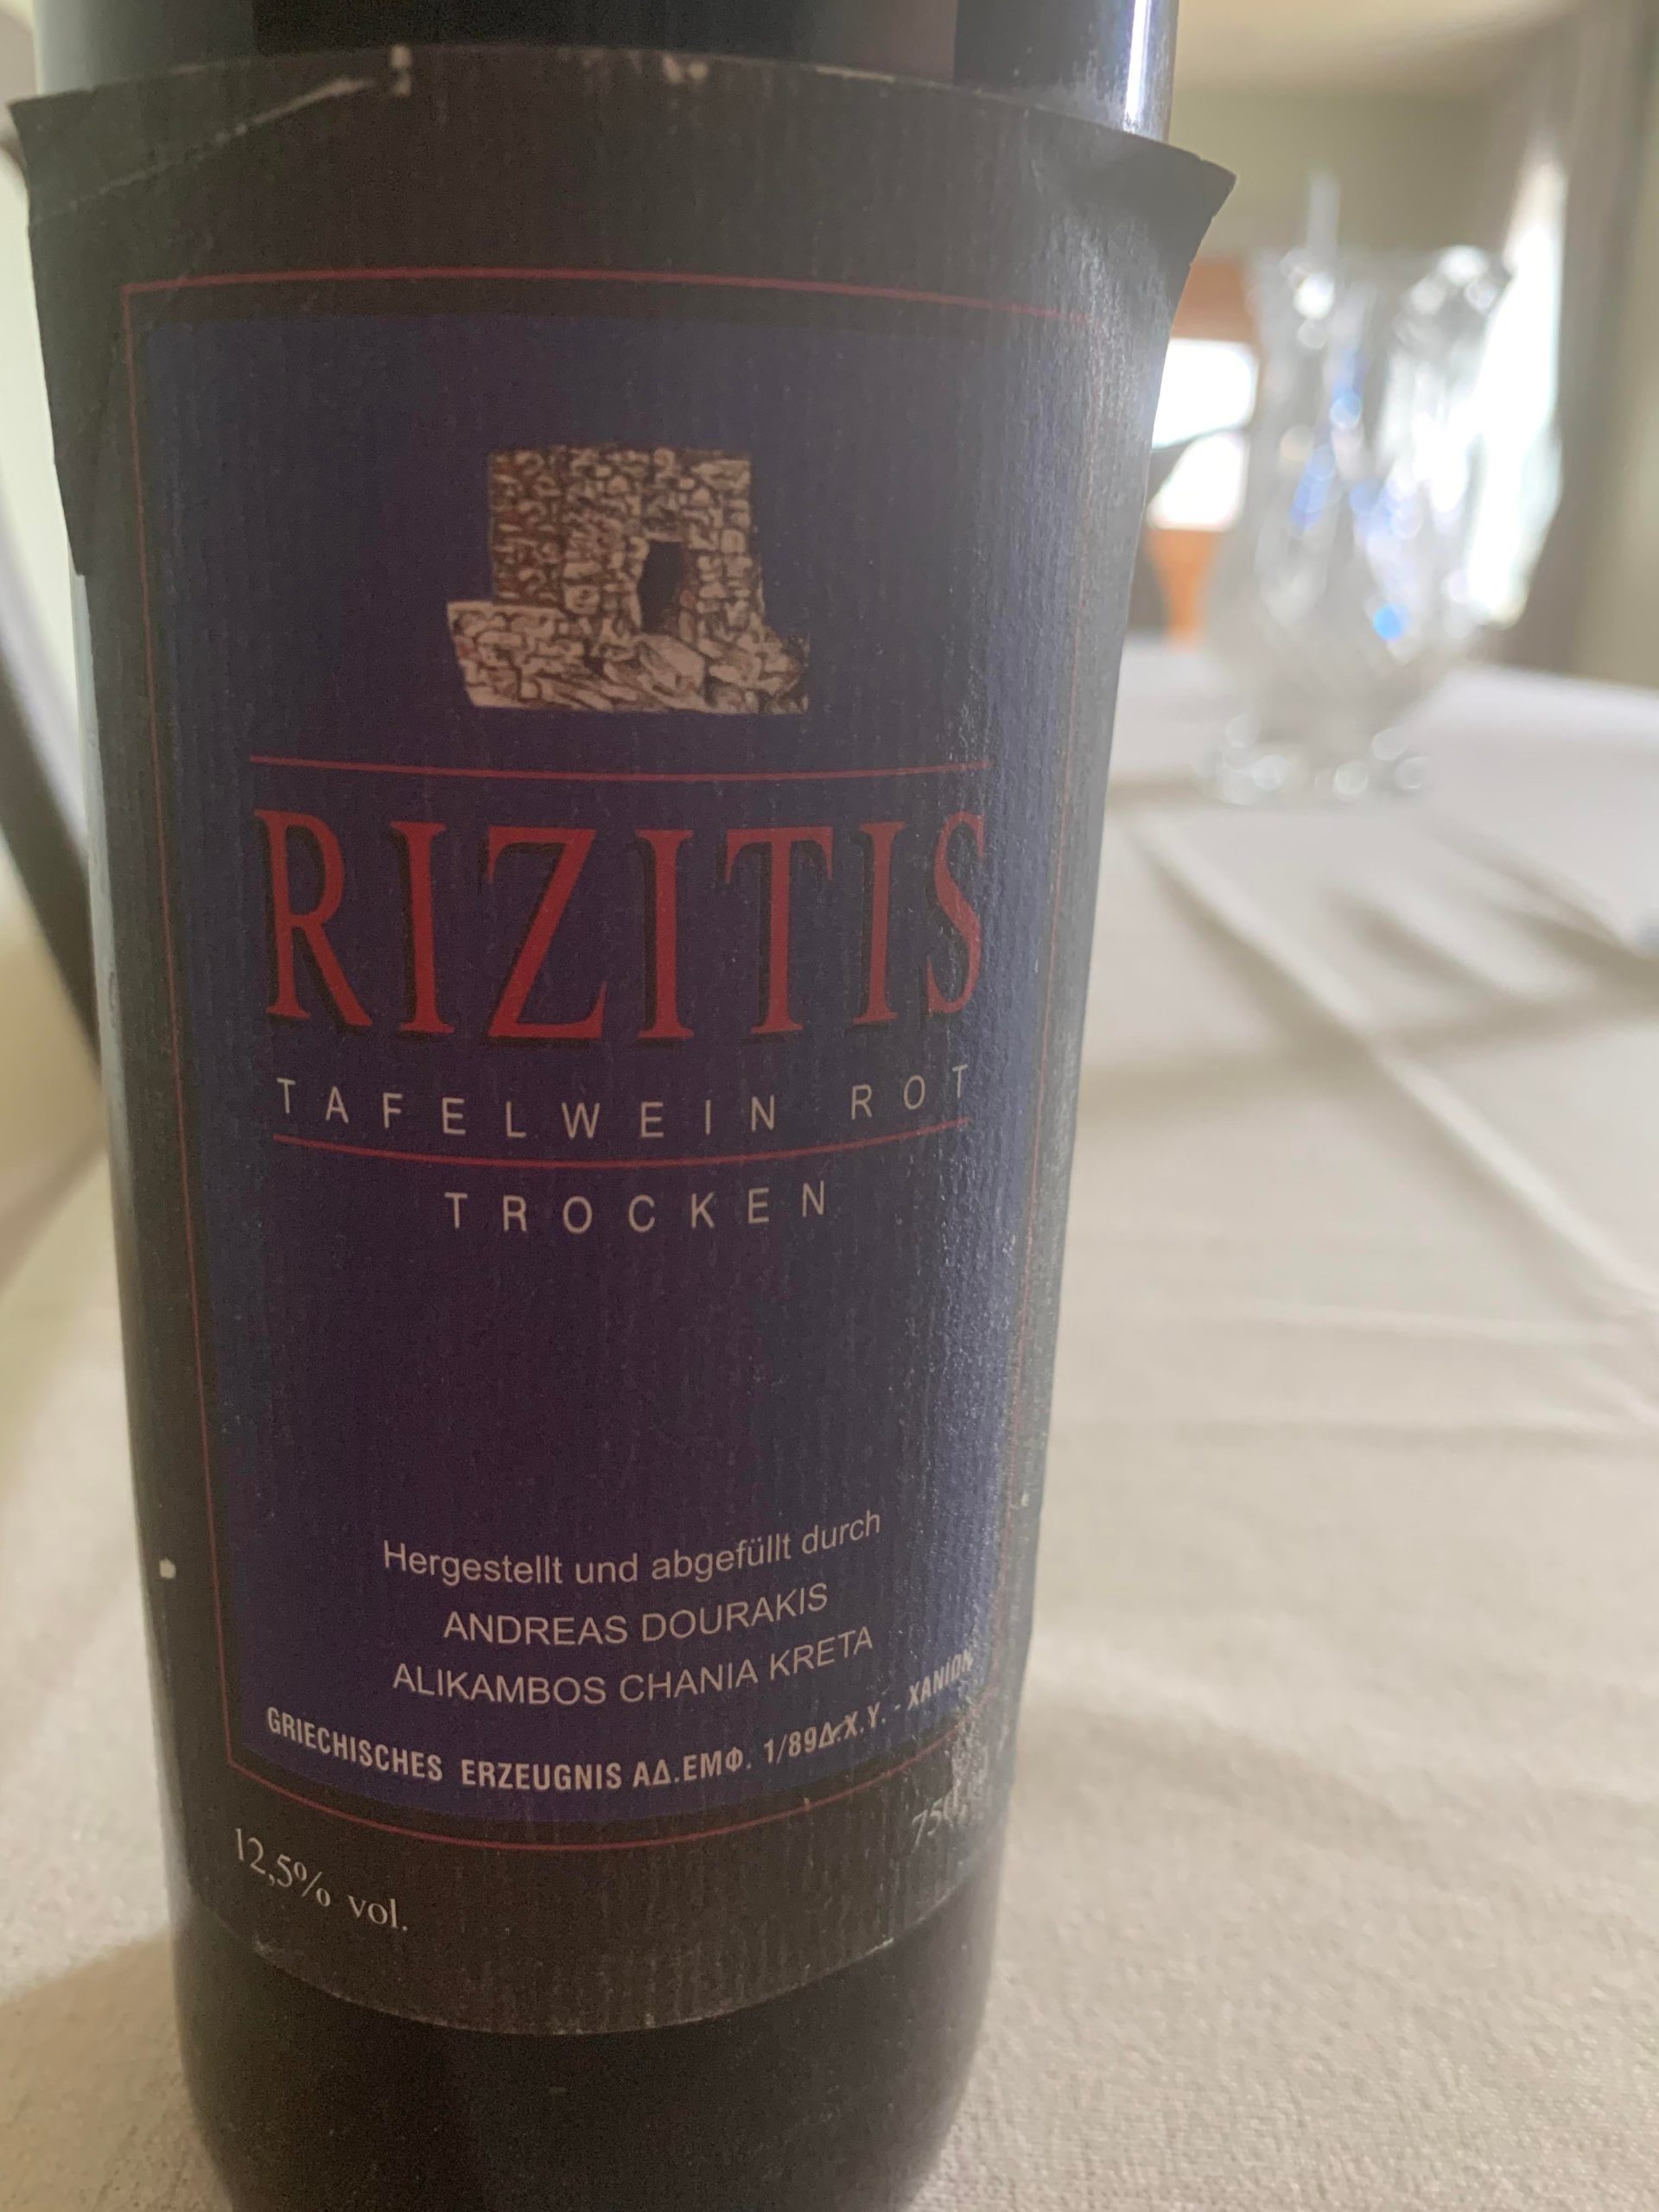 RIZITIS
TAFELWEIN ROT
TROCKEN
Hergestellt und abgefüllt durch
ANDREAS DOURAKIS
ALIKAMBOS CHANIA KRETA
GRIECHISCHES ERZEUGNIS ΑΔ.ΕΜΦ. 1/89Δ.Χ.Υ. - ΧΑΝΙΩΝ
12,5% vol.